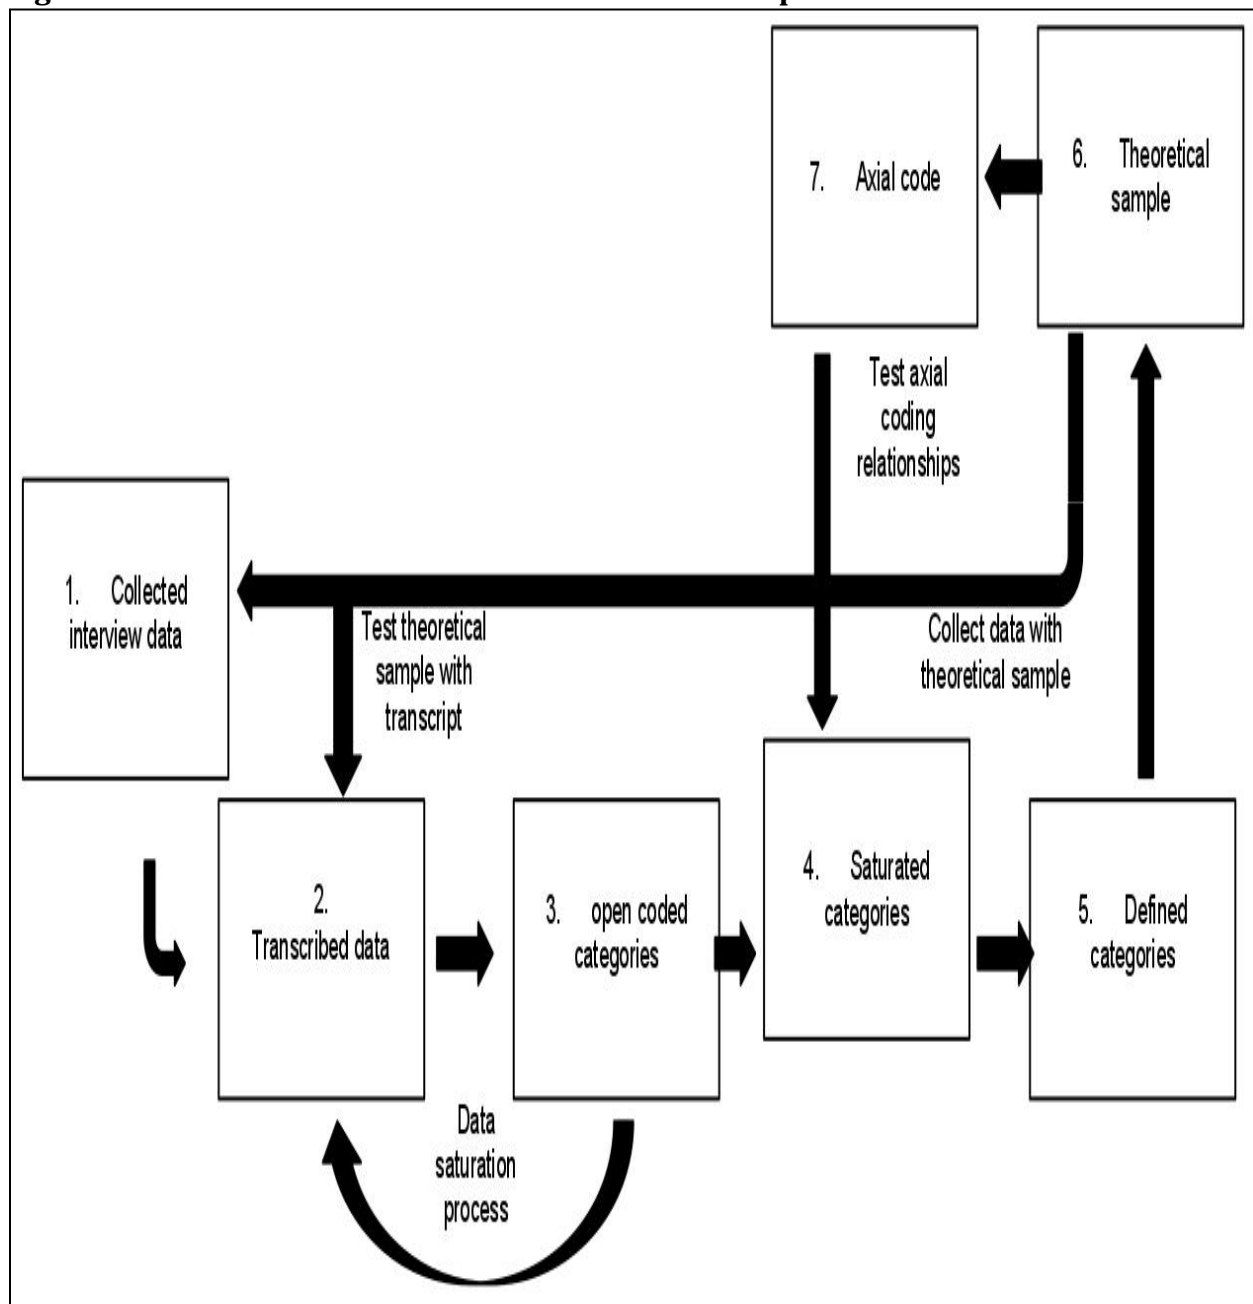 7. Axial code
6. Theoretical
sample
Test axial
coding
relationships
1. Collected
interview data
Test theoretical
sample with
transcript
Collect data with
theoretical sample
2.
Transcribed data
3. open coded
categories
4. Saturated
categories
5. Defined
categories
Data
saturation
process